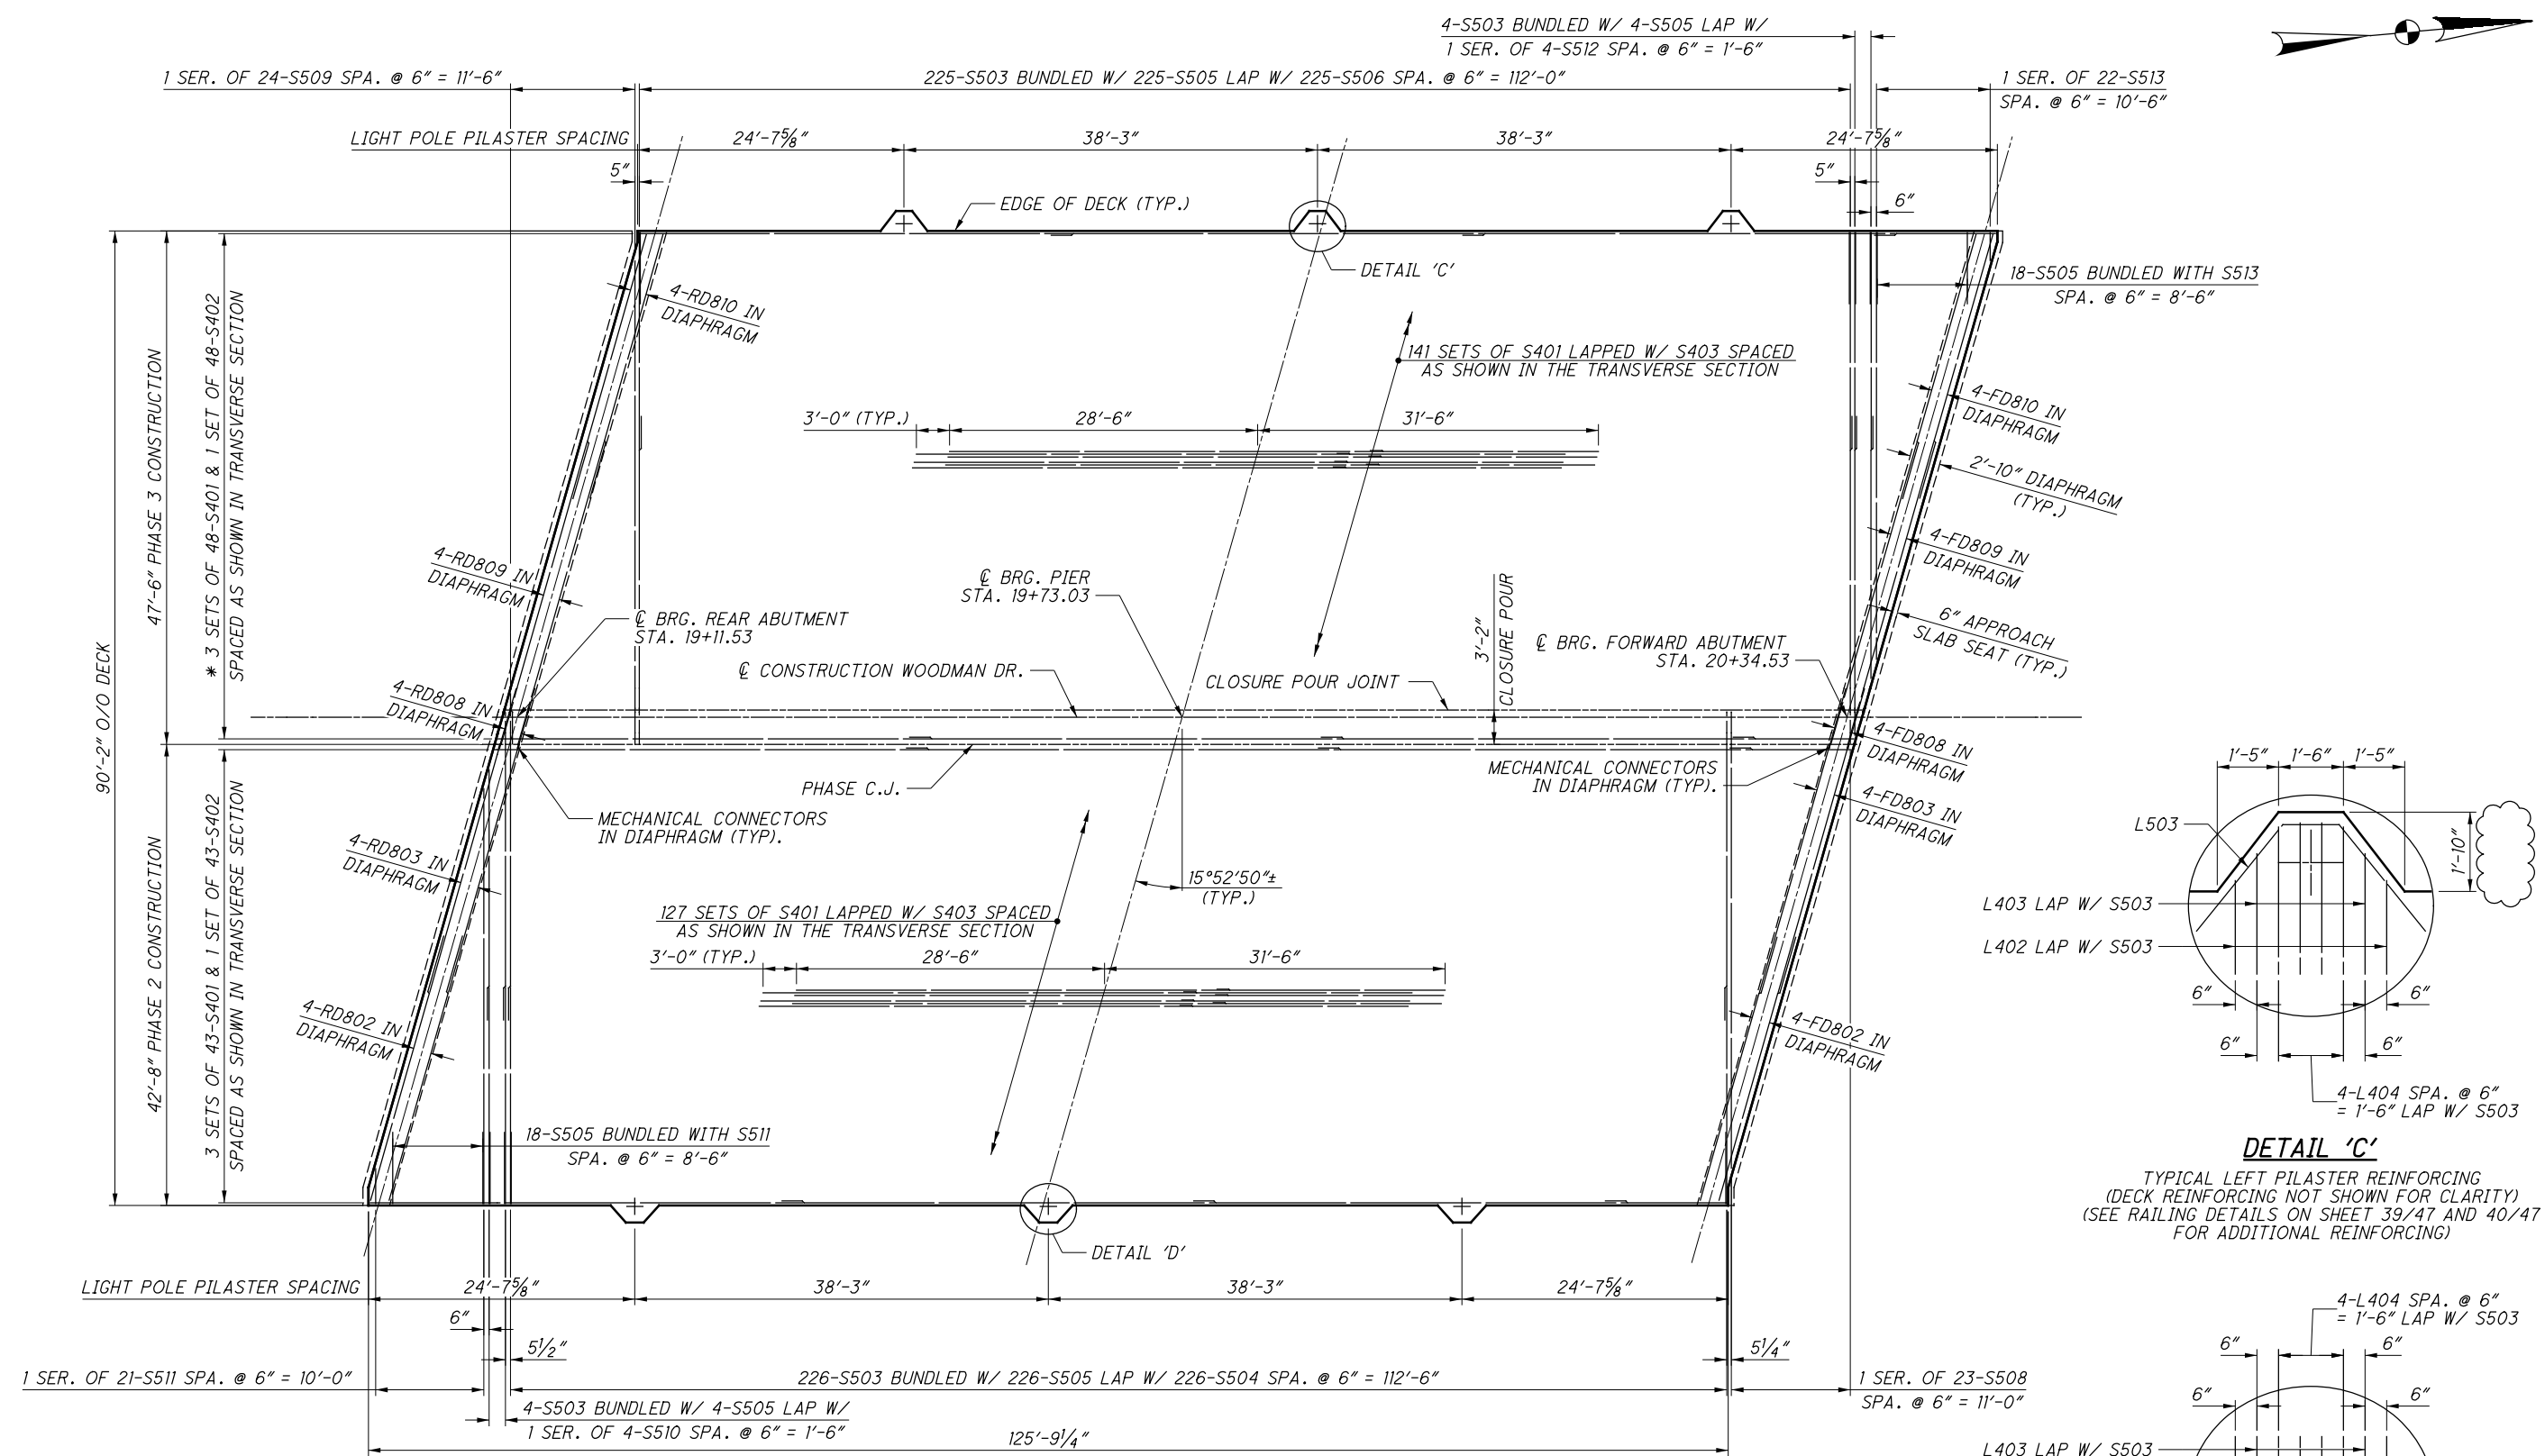 4-S503 BUNDLED W/ 4-S505 LAP W/
1 SER. OF 4-S512 SPA. @ 6" = 1'-6"
1 SER. OF 24-S509 SPA. @ 6" = 11'-6"
225-S503 BUNDLED W/ 225-S505 LAP W/ 225-S506 SPA. @ 6" = 112'-0"
1 SER. OF 22-S513
SPA. @ 6" = 10'-6"
LIGHT POLE PILASTER SPACING
24'-7⅝"
38'-3"
38'-3"
24'-7⅝"
5"
5"
6"
EDGE OF DECK (TYP.)
DETAIL 'C'
18-S505 BUNDLED WITH S513
SPA. @ 6" = 8'-6"
4-RD810 IN
DIAPHRAGM
141 SETS OF S401 LAPPED W/ S403 SPACED
AS SHOWN IN THE TRANSVERSE SECTION
3'-0" (TYP.)
28'-6"
31'-6"
4-FD810 IN
DIAPHRAGM
2'-10" DIAPHRAGM
(TYP.)
4-FD809 IN
DIAPHRAGM
6" APPROACH
SLAB SEAT (TYP.)
90'-2" O/O DECK
47'-6" PHASE 3 CONSTRUCTION
* 3 SETS OF 48-S401 & 1 SET OF 48-S402
SPACED AS SHOWN IN TRANSVERSE SECTION
4-RD809 IN
DIAPHRAGM
℄ BRG. REAR ABUTMENT
STA. 19+11.53
℄ BRG. PIER
STA. 19+73.03
℄ CONSTRUCTION WOODMAN DR.
CLOSURE POUR JOINT
3'-2"
CLOSURE POUR
℄ BRG. FORWARD ABUTMENT
STA. 20+34.53
4-RD808 IN
DIAPHRAGM
4-FD808 IN
DIAPHRAGM
PHASE C.J.
MECHANICAL CONNECTORS
IN DIAPHRAGM (TYP).
MECHANICAL CONNECTORS
IN DIAPHRAGM (TYP).
4-FD803 IN
DIAPHRAGM
42'-8" PHASE 2 CONSTRUCTION
3 SETS OF 43-S401 & 1 SET OF 43-S402
SPACED AS SHOWN IN TRANSVERSE SECTION
4-RD803 IN
DIAPHRAGM
15°52'50"±
(TYP.)
127 SETS OF S401 LAPPED W/ S403 SPACED
AS SHOWN IN THE TRANSVERSE SECTION
3'-0" (TYP.)
28'-6"
31'-6"
4-RD802 IN
DIAPHRAGM
4-FD802 IN
DIAPHRAGM
18-S505 BUNDLED WITH S511
SPA. @ 6" = 8'-6"
DETAIL 'D'
LIGHT POLE PILASTER SPACING
24'-7⅝"
38'-3"
38'-3"
24'-7⅝"
6"
5½"
5¼"
1 SER. OF 21-S511 SPA. @ 6" = 10'-0"
226-S503 BUNDLED W/ 226-S505 LAP W/ 226-S504 SPA. @ 6" = 112'-6"
1 SER. OF 23-S508
SPA. @ 6" = 11'-0"
4-S503 BUNDLED W/ 4-S505 LAP W/
1 SER. OF 4-S510 SPA. @ 6" = 1'-6"
125'-9¼"
1'-5"
1'-6"
1'-5"
L503
1'-10"
L403 LAP W/ S503
L402 LAP W/ S503
6"
6"
6"
6"
4-L404 SPA. @ 6"
= 1'-6" LAP W/ S503
DETAIL 'C'
TYPICAL LEFT PILASTER REINFORCING
(DECK REINFORCING NOT SHOWN FOR CLARITY)
(SEE RAILING DETAILS ON SHEET 39/47 AND 40/47
FOR ADDITIONAL REINFORCING)
4-L404 SPA. @ 6"
= 1'-6" LAP W/ S503
6"
6"
6"
6"
L403 LAP W/ S503